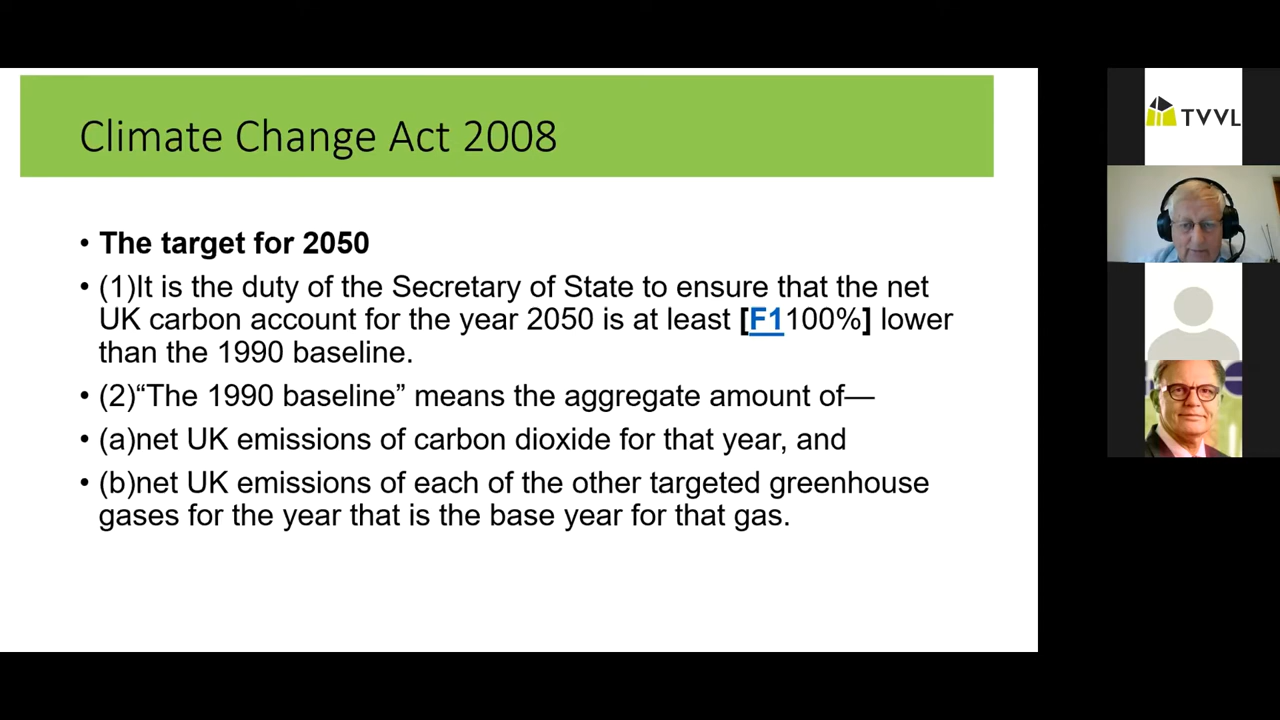 Climate Change Act 2008
• The target for 2050
• (1)It is the duty of the Secretary of State to ensure that the net
UK carbon account for the year 2050 is at least [F1100%] lower
than the 1990 baseline.
• (2)“The 1990 baseline” means the aggregate amount of—
• (a)net UK emissions of carbon dioxide for that year, and
• (b)net UK emissions of each of the other targeted greenhouse
gases for the year that is the base year for that gas.
TVVL